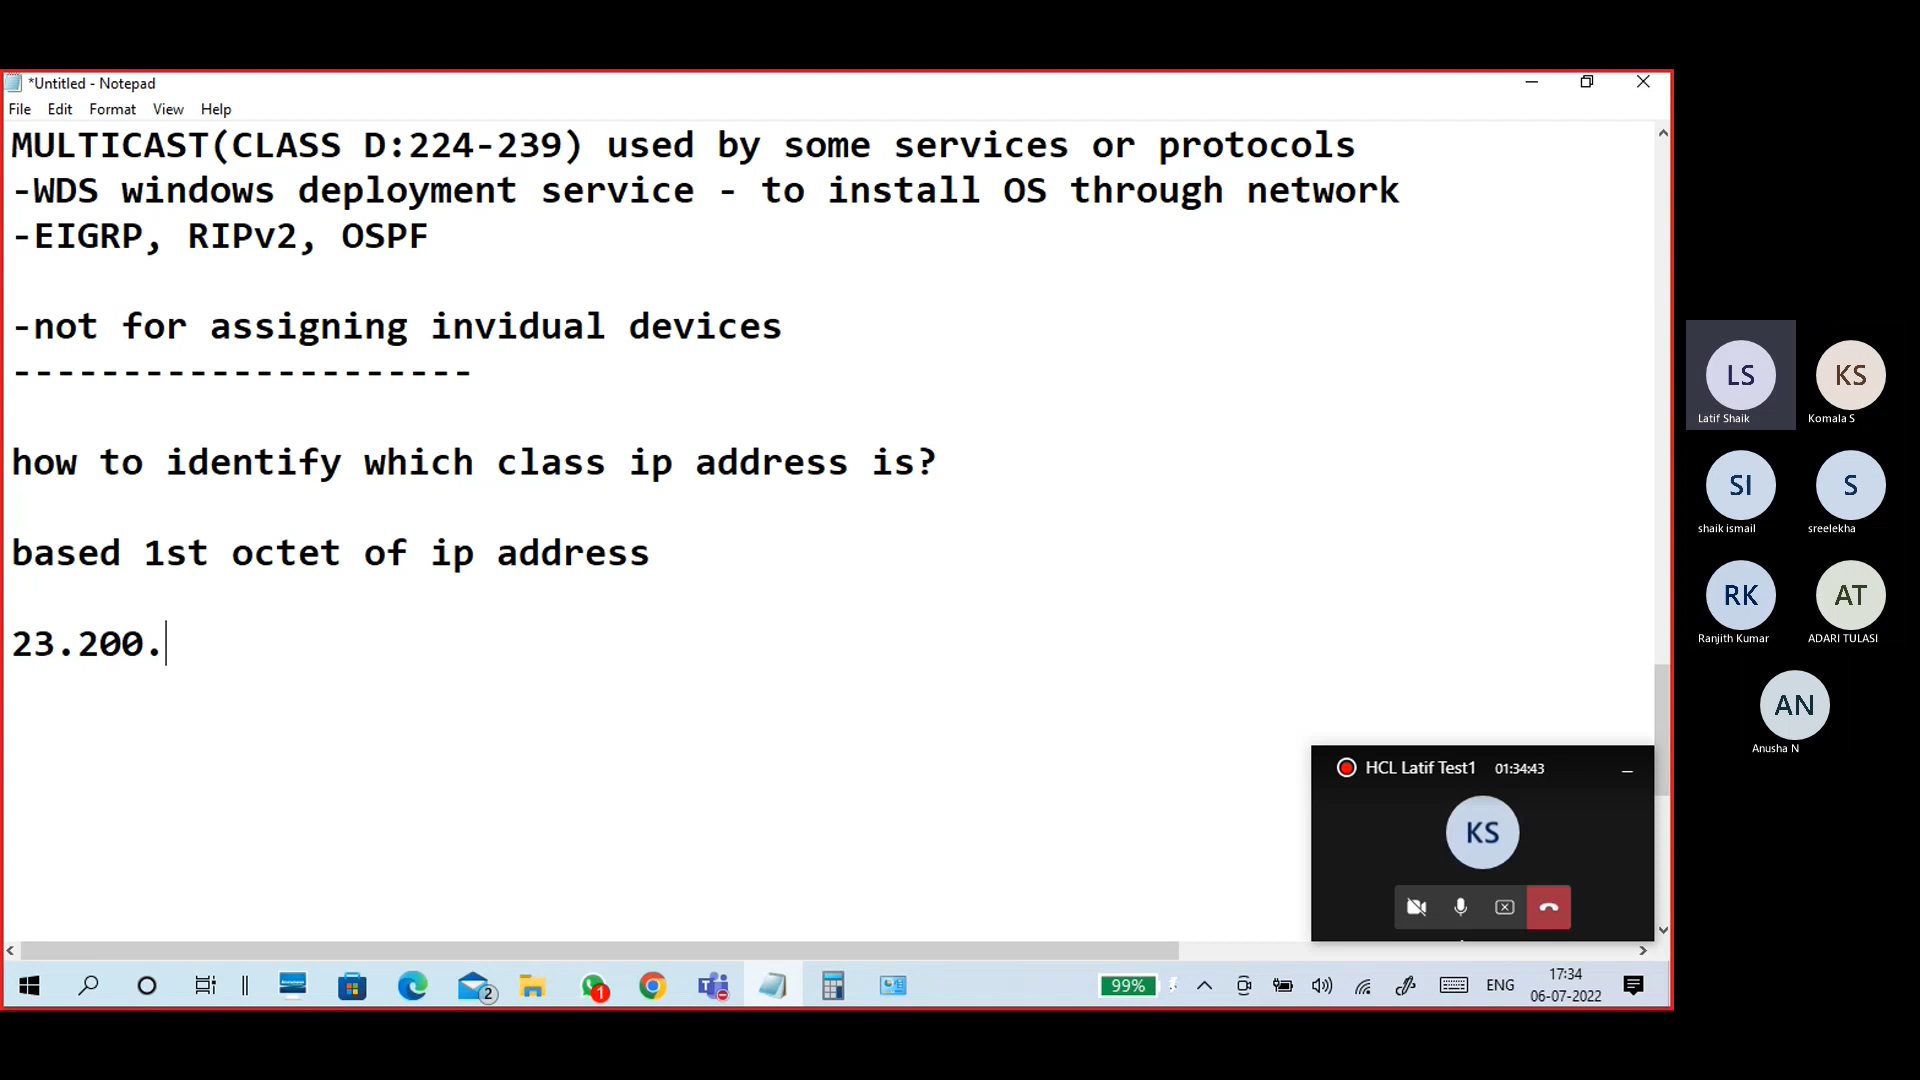 *Untitled - Notepad
File Edit Format View Help
MULTICAST(CLASS D:224-239) used by some services or protocols
-WDS windows deployment service - to install OS through network
-EIGRP, RIPv2, OSPF
-not for assigning invidual devices
---------------------
how to identify which class ip address is?
based 1st octet of ip address
23.200.
HCL Latif Test1 01:34:43
KS
LS
Latif Shaik
KS
Komala S
SI
shaik ismail
S
sreelekha
RK
Ranjith Kumar
AT
ADARI TULASI
AN
Anusha N
2
1
99%
ENG
17:34
06-07-2022